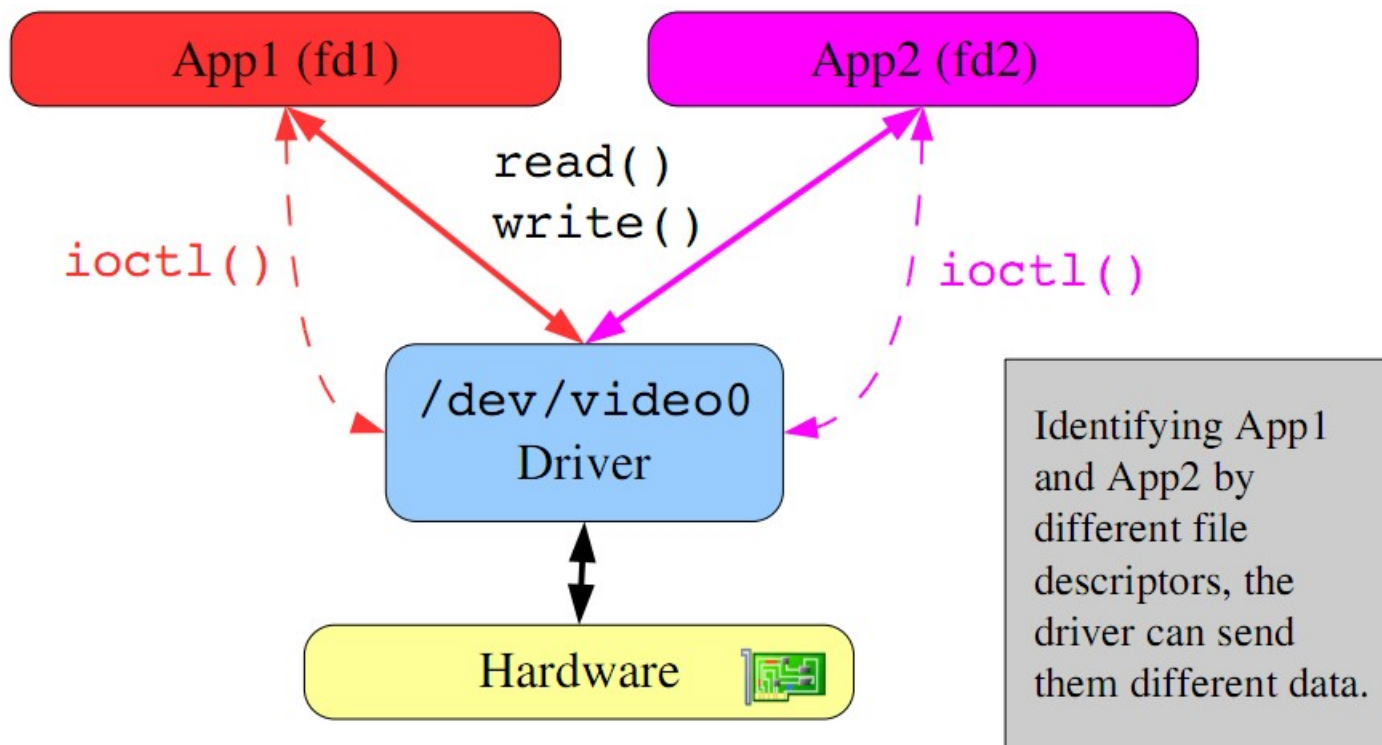 App1 (fd1)
App2 (fd2)
read()
write()
ioctl()
ioctl()
/dev/video0
Driver
Hardware
Identifying App1
and App2 by
different file
descriptors, the
driver can send
them different data.